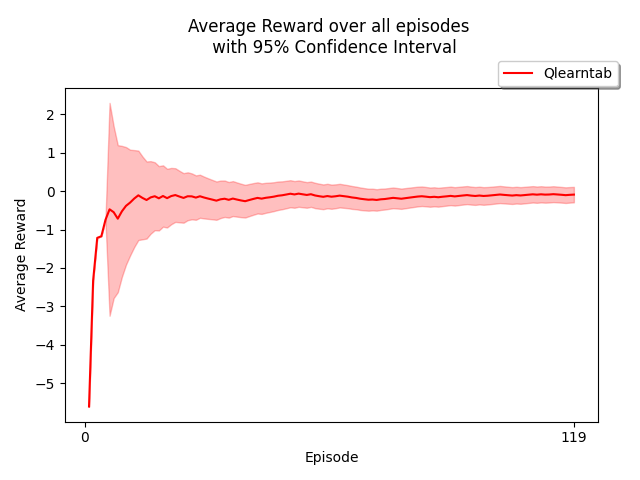 Average Reward over all episodes
with 95% Confidence Interval
Qlearntab
2
1
0
−1
−2
−3
−4
−5
Average Reward
0
119
Episode